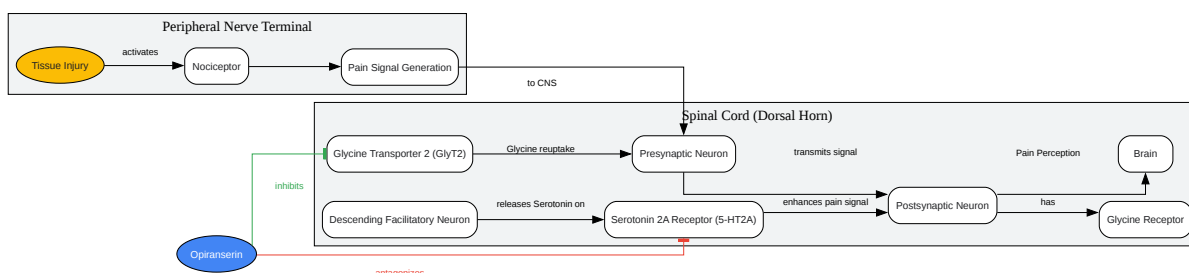 Peripheral Nerve Terminal
Tissue Injury
activates
Nociceptor
Pain Signal Generation
to CNS
Spinal Cord (Dorsal Horn)
Glycine Transporter 2 (GlyT2)
Glycine reuptake
Presynaptic Neuron
transmits signal
Pain Perception
Brain
inhibits
Descending Facilitatory Neuron
releases Serotonin on
Serotonin 2A Receptor (5-HT2A)
enhances pain signal
Postsynaptic Neuron
has
Glycine Receptor
Opiranserin
antagonizes